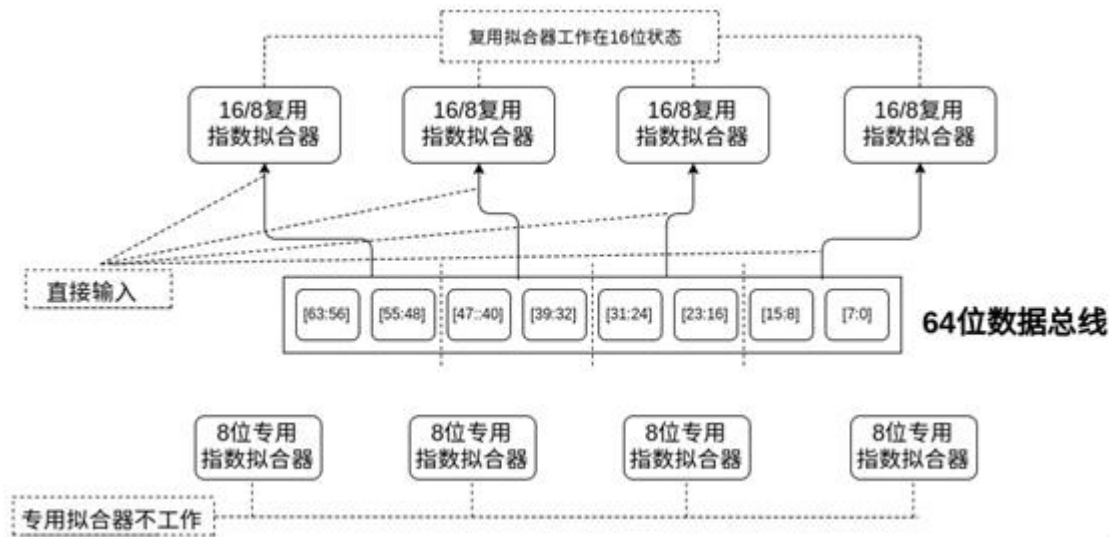 复用拟合器工作在16位状态
16/8复用
指数拟合器
16/8复用
指数拟合器
16/8复用
指数拟合器
16/8复用
指数拟合器
直接输入
[63:56]
[55:48]
[47::40]
[39:32]
[31:24]
[23:16]
[15:8]
[7:0]
64位数据总线
8位专用
指数拟合器
8位专用
指数拟合器
8位专用
指数拟合器
8位专用
指数拟合器
专用拟合器不工作